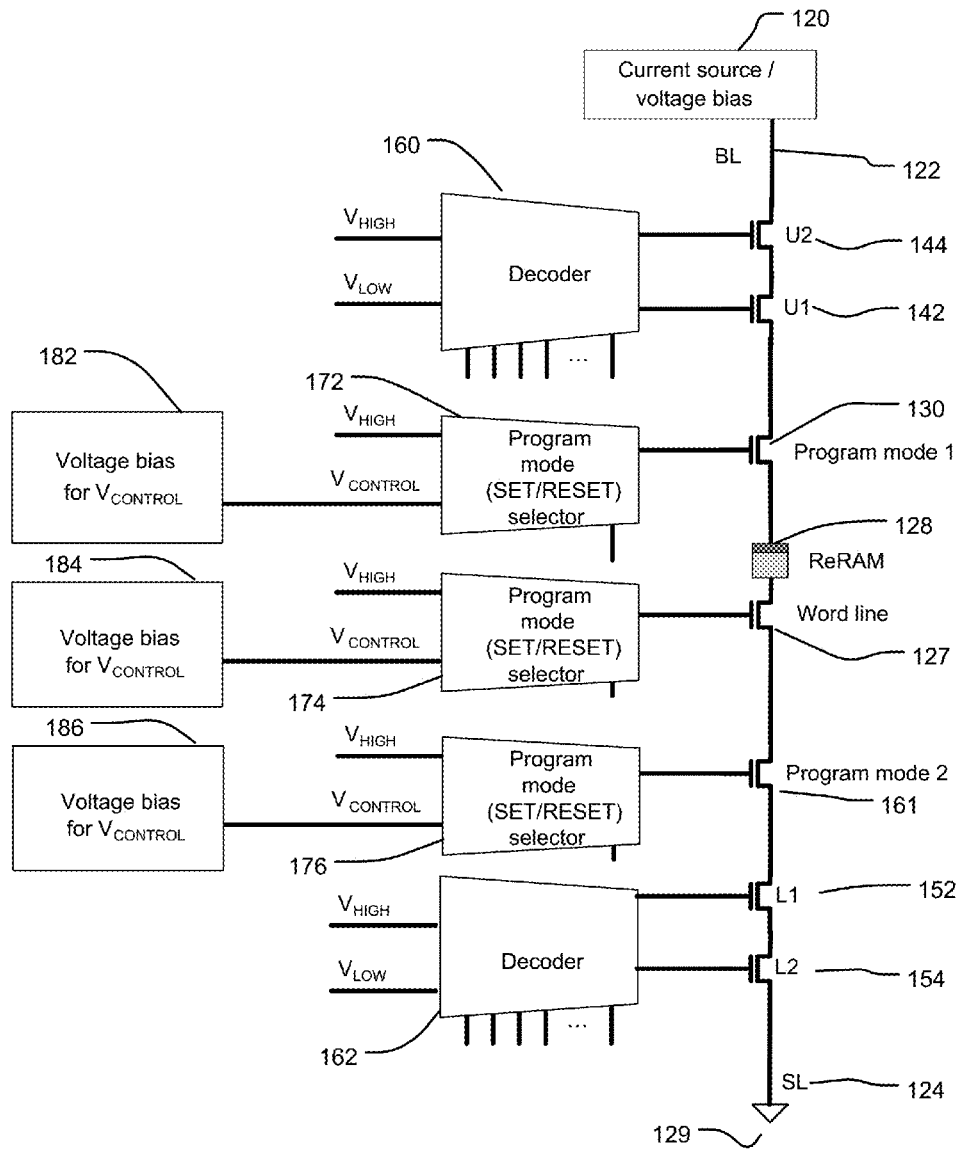 120
Current source /
voltage bias
160
BL
122
VHIGH
U2
144
Decoder
VLOW
U1
142
...
182
172
VHIGH
130
Voltage bias
for VCONTROL
Program
mode
(SET/RESET)
selector
Program mode 1
VCONTROL
128
184
VHIGH
ReRAM
Voltage bias
for VCONTROL
Program
mode
(SET/RESET)
selector
Word line
VCONTROL
127
174
186
VHIGH
Voltage bias
for VCONTROL
Program
mode
(SET/RESET)
selector
Program mode 2
VCONTROL
161
176
L1
152
VHIGH
Decoder
L2
VLOW
154
...
162
SL
124
129